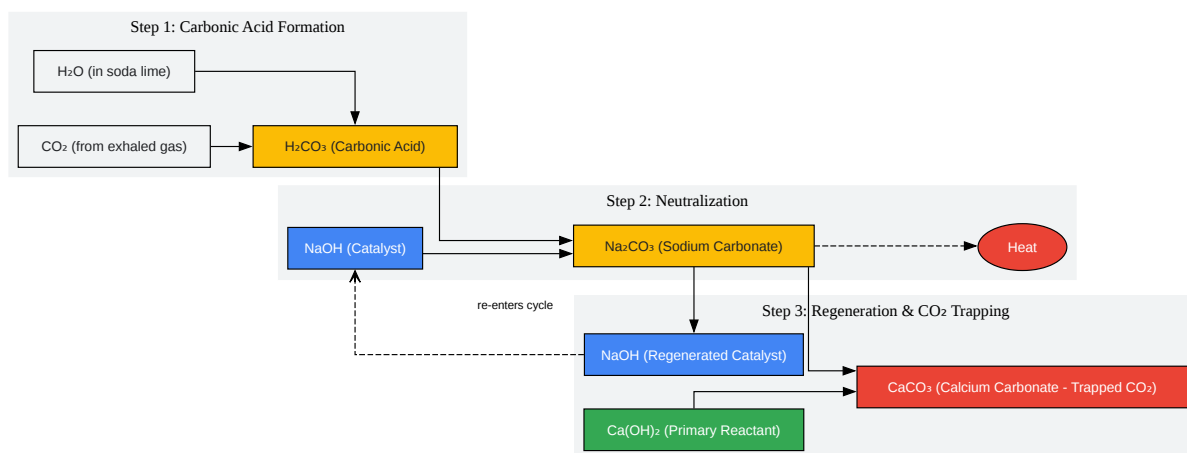 Step 1: Carbonic Acid Formation
H₂O (in soda lime)
CO₂ (from exhaled gas)
H₂CO₃ (Carbonic Acid)
Step 2: Neutralization
NaOH (Catalyst)
Na₂CO₃ (Sodium Carbonate)
Heat
re-enters cycle
Step 3: Regeneration & CO₂ Trapping
NaOH (Regenerated Catalyst)
CaCO₃ (Calcium Carbonate - Trapped CO₂)
Ca(OH)₂ (Primary Reactant)